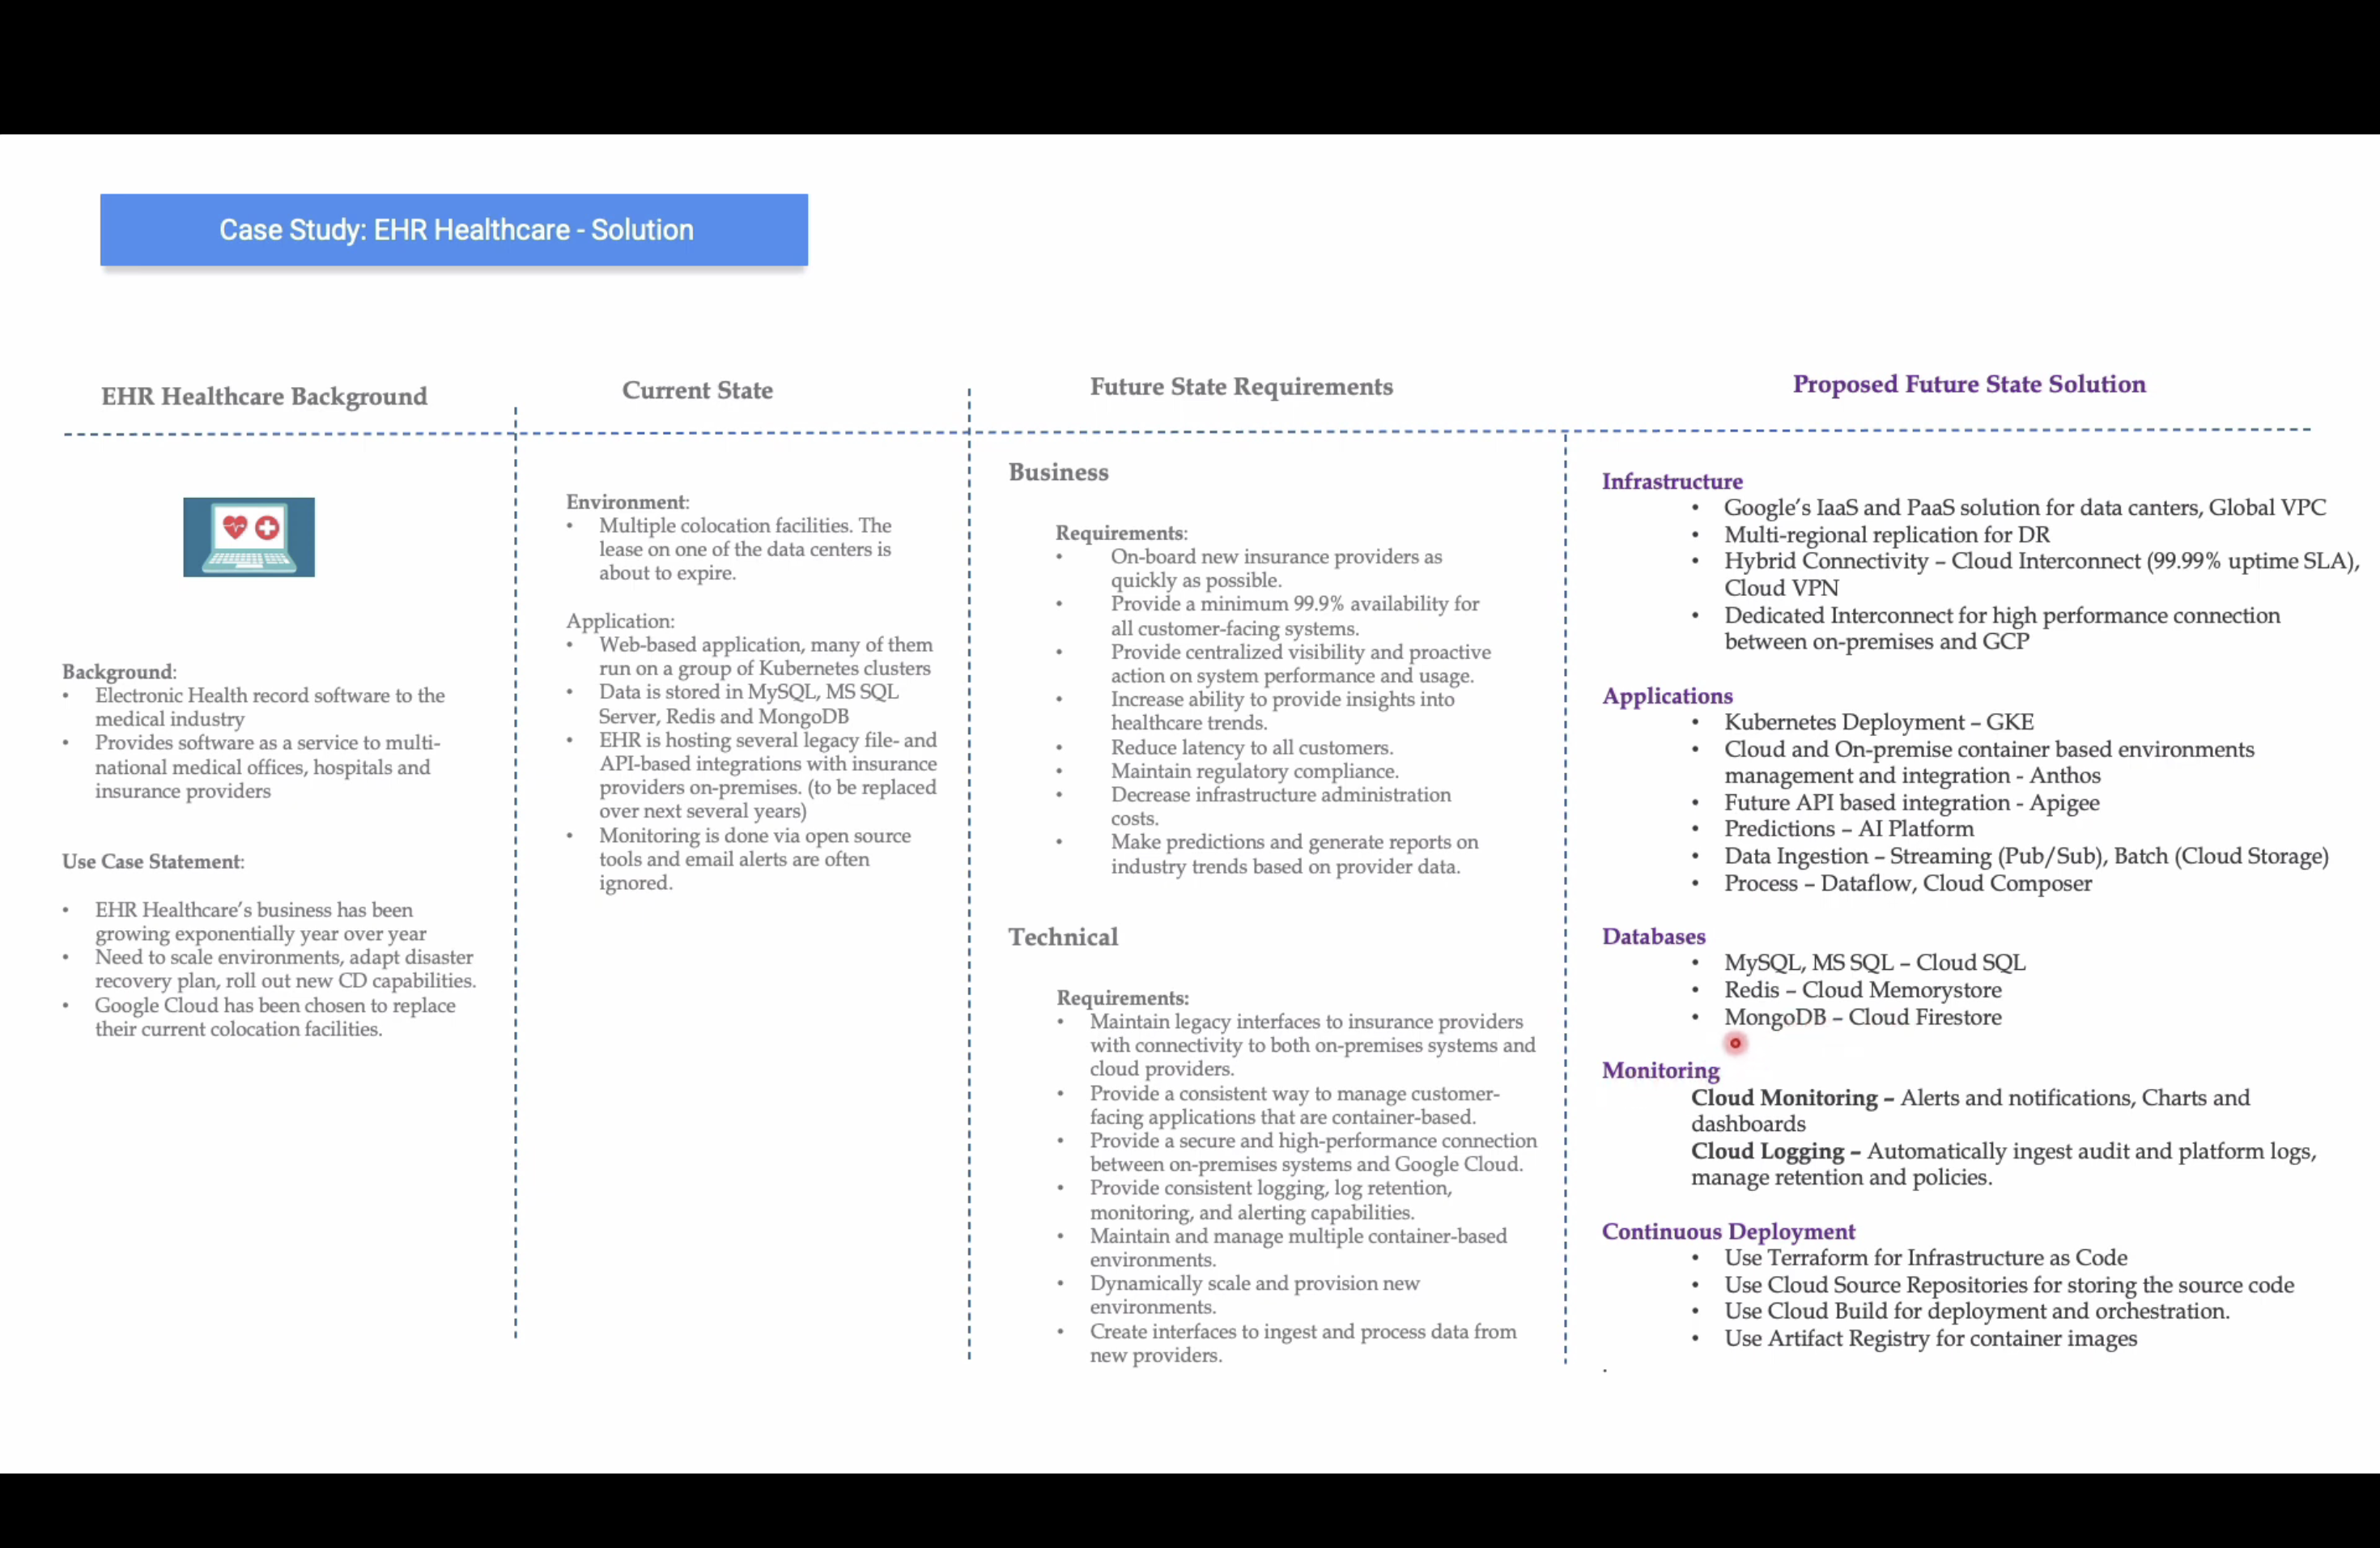 Case Study: EHR Healthcare - Solution
EHR Healthcare Background
Background:
• Electronic Health record software to the
medical industry
• Provides software as a service to multi-
national medical offices, hospitals and
insurance providers
Use Case Statement:
• EHR Healthcare's business has been
growing exponentially year over year
• Need to scale environments, adapt disaster
recovery plan, roll out new CD capabilities.
• Google Cloud has been chosen to replace
their current colocation facilities.
Current State
Environment:
• Multiple colocation facilities. The
lease on one of the data centers is
about to expire.
Application:
• Web-based application, many of them
run on a group of Kubernetes clusters
• Data is stored in MySQL, MS SQL
Server, Redis and MongoDB
• EHR is hosting several legacy file- and
API-based integrations with insurance
providers on-premises. (to be replaced
over next several years)
• Monitoring is done via open source
tools and email alerts are often
ignored.
Future State Requirements
Business
Requirements:
• On-board new insurance providers as
quickly as possible.
• Provide a minimum 99.9% availability for
all customer-facing systems.
• Provide centralized visibility and proactive
action on system performance and usage.
• Increase ability to provide insights into
healthcare trends.
• Reduce latency to all customers.
• Maintain regulatory compliance.
• Decrease infrastructure administration
costs.
• Make predictions and generate reports on
industry trends based on provider data.
Technical
Requirements:
• Maintain legacy interfaces to insurance providers
with connectivity to both on-premises systems and
cloud providers.
• Provide a consistent way to manage customer-
facing applications that are container-based.
• Provide a secure and high-performance connection
between on-premises systems and Google Cloud.
• Provide consistent logging, log retention,
monitoring, and alerting capabilities.
• Maintain and manage multiple container-based
environments.
• Dynamically scale and provision new
environments.
• Create interfaces to ingest and process data from
new providers.
Proposed Future State Solution
Infrastructure
• Google's IaaS and PaaS solution for data canters, Global VPC
• Multi-regional replication for DR
• Hybrid Connectivity – Cloud Interconnect (99.99% uptime SLA),
Cloud VPN
• Dedicated Interconnect for high performance connection
between on-premises and GCP
Applications
• Kubernetes Deployment – GKE
• Cloud and On-premise container based environments
management and integration - Anthos
• Future API based integration - Apigee
• Predictions – AI Platform
• Data Ingestion – Streaming (Pub/Sub), Batch (Cloud Storage)
• Process – Dataflow, Cloud Composer
Databases
• MySQL, MS SQL – Cloud SQL
• Redis – Cloud Memorystore
• MongoDB – Cloud Firestore
Monitoring
Cloud Monitoring – Alerts and notifications, Charts and
dashboards
Cloud Logging – Automatically ingest audit and platform logs,
manage retention and policies.
Continuous Deployment
• Use Terraform for Infrastructure as Code
• Use Cloud Source Repositories for storing the source code
• Use Cloud Build for deployment and orchestration.
• Use Artifact Registry for container images
.